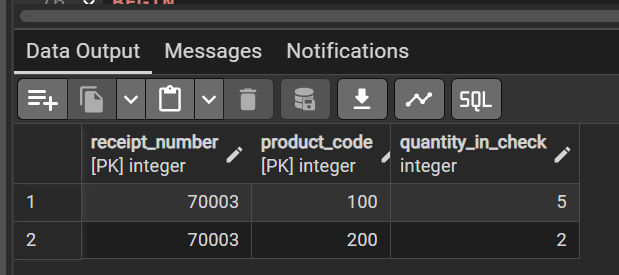 Data Output Messages Notifications
SQL
receipt_number product_code quantity_in_check
[PK] integer [PK] integer integer
1 70003 100 5
2 70003 200 2